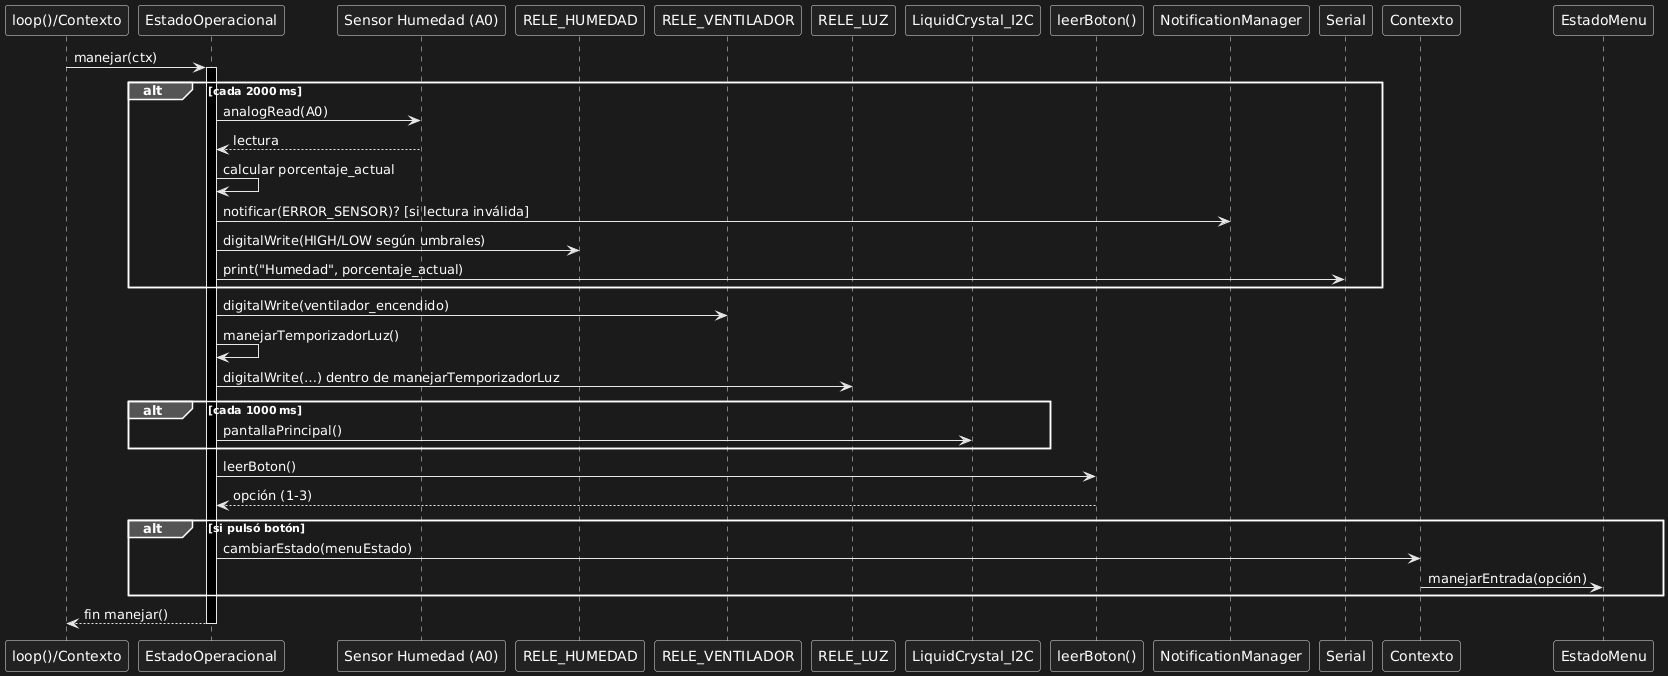 loop()/Contexto EstadoOperacional Sensor Humedad (A0) RELE_HUMEDAD RELE_VENTILADOR RELE_LUZ LiquidCrystal_I2C leerBoton() NotificationManager Serial Contexto EstadoMenu
manejar(ctx)
alt [cada 2000 ms]
analogRead(A0)
lectura
calcular porcentaje_actual
notificar(ERROR_SENSOR)? [si lectura inválida]
digitalWrite(HIGH/LOW según umbrales)
print("Humedad", porcentaje_actual)
digitalWrite(ventilador_encendido)
manejarTemporizadorLuz()
digitalWrite(...) dentro de manejarTemporizadorLuz
alt [cada 1000 ms]
pantallaPrincipal()
leerBoton()
opción (1-3)
alt [si pulsó botón]
cambiarEstado(menuEstado)
manejarEntrada(opción)
fin manejar()
loop()/Contexto EstadoOperacional Sensor Humedad (A0) RELE_HUMEDAD RELE_VENTILADOR RELE_LUZ LiquidCrystal_I2C leerBoton() NotificationManager Serial Contexto EstadoMenu